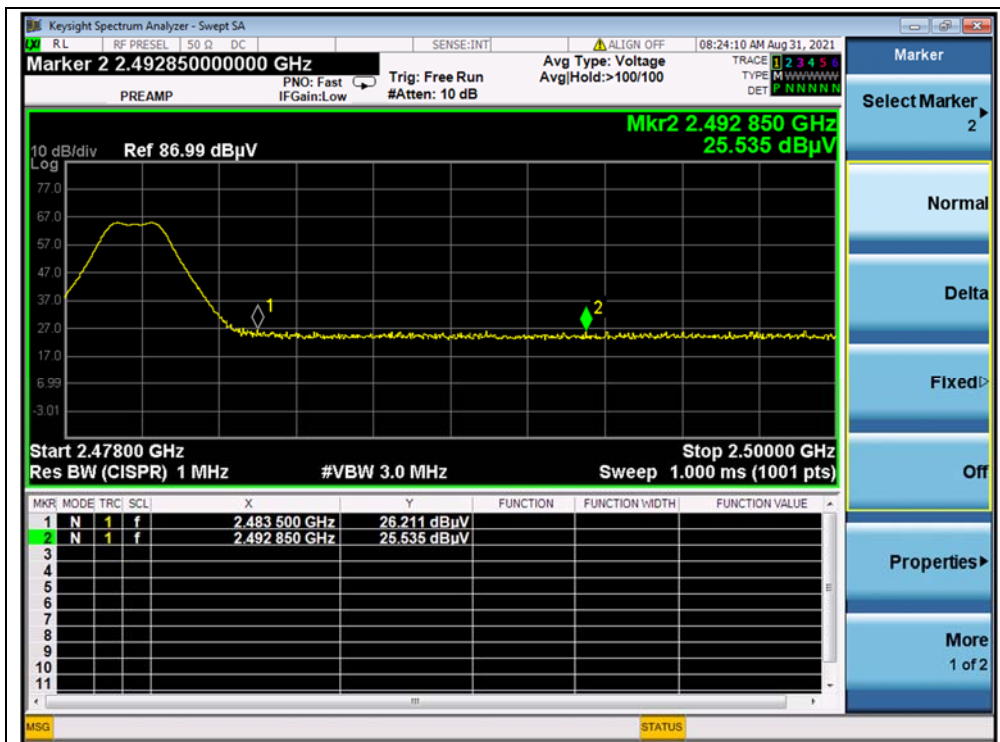 Keysight Spectrum Analyzer - Swept SA
LXI RL RF PRESEL 50 Ω DC SENSE:INT ALIGN OFF 08:24:10 AM Aug 31, 2021
Marker 2 2.492850000000 GHz
PREAMP
PNO: Fast
IFGain:Low
Trig: Free Run
#Atten: 10 dB
Avg Type: Voltage
Avg|Hold:>100/100
TRACE 1 2 3 4 5 6
TYPE M WWWWW
DET P N N N N N
Mkr2 2.492 850 GHz
25.535 dBµV
10 dB/div Ref 86.99 dBµV
Log
77.0
67.0
57.0
47.0
37.0
27.0
17.0
6.99
-3.01
1
2
Start 2.47800 GHz Stop 2.50000 GHz
Res BW (CISPR) 1 MHz #VBW 3.0 MHz Sweep 1.000 ms (1001 pts)
MKR MODE TRC SCL X Y FUNCTION FUNCTION WIDTH FUNCTION VALUE
1 N 1 f 2.483 500 GHz 26.211 dBµV
2 N 1 f 2.492 850 GHz 25.535 dBµV
3
4
5
6
7
8
9
10
11
MSG STATUS
Marker
Select Marker
2
Normal
Delta
Fixed
Off
Properties
More
1 of 2